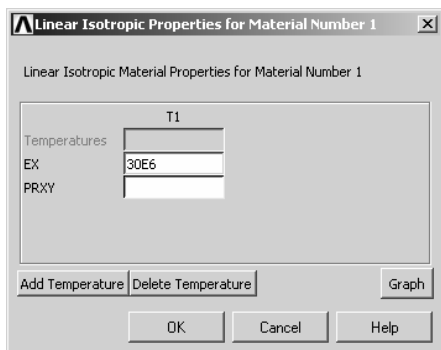 Linear Isotropic Properties for Material Number 1
Linear Isotropic Material Properties for Material Number 1
T1
Temperatures
EX 30E6
PRXY
Add Temperature Delete Temperature Graph
OK Cancel Help